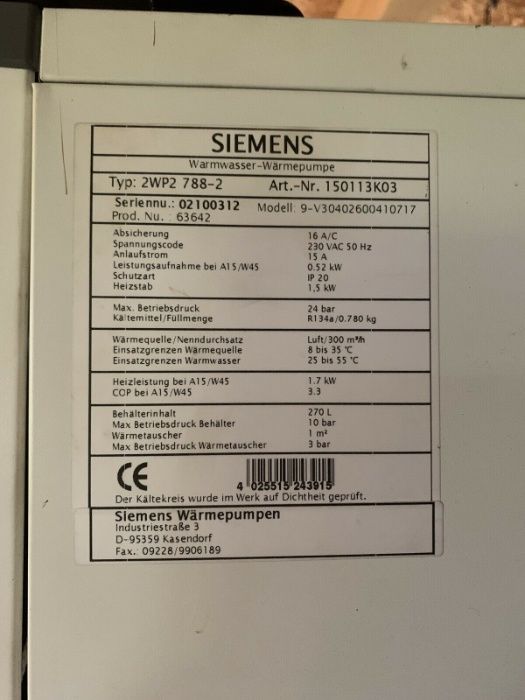 SIEMENS
Warmwasser-Wärmepumpe
Typ: 2WP2 788-2 Art.-Nr. 150113K03
Seriennu.: 02100312 Modell: 9-V30402600410717
Prod. Nu. : 63642
Absicherung 16 A/C
Spannungscode 230 VAC 50 Hz
Anlaufstrom 15 A
Leistungsaufnahme bei A15/W45 0.52 kW
Schutzart IP 20
Heizstab 1,5 kW
Max. Betriebsdruck 24 bar
Kältemittel/Füllmenge R134a/0.780 kg
Wärmequelle/Nenndurchsatz Luft/300 m³/h
Einsatzgrenzen Wärmequelle 8 bis 35 °C
Einsatzgrenzen Warmwasser 25 bis 55 °C
Heizleistung bei A15/W45 1.7 kW
COP bei A15/W45 3.3
Behälterinhalt 270 L
Max Betriebsdruck Behälter 10 bar
Wärmetauscher 1 m²
Max Betriebsdruck Wärmetauscher 3 bar
CE
4 025515 243915
Der Kältekreis wurde im Werk auf Dichtheit geprüft.
Siemens Wärmepumpen
Industriestraße 3
D-95359 Kasendorf
Fax.: 09228/9906189